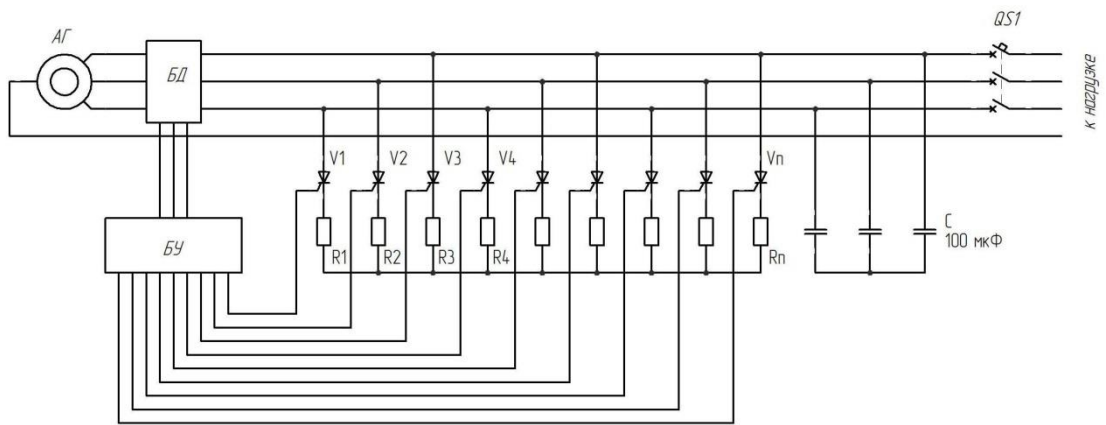 QS1
АГ
БД
к нагрузке
V1
V2
V3
V4
Vn
БУ
R1
R2
R3
R4
Rn
C
100 мкФ